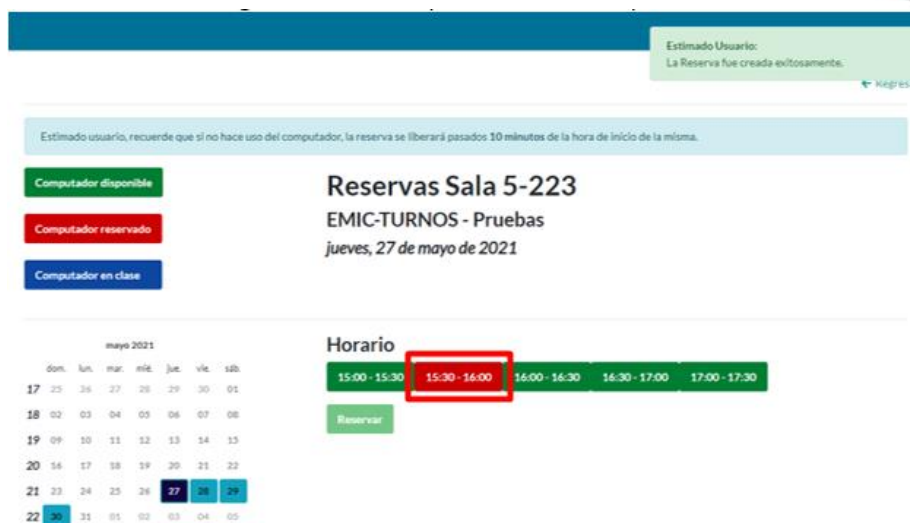 Estimado Usuario:
La Reserva fue creada exitosamente.
Regres
Estimado usuario, recuerde que si no hace uso del computador, la reserva se liberará pasados 10 minutos de la hora de inicio de la misma.
Computador disponible
Computador reservado
Computador en clase
Reservas Sala 5-223
EMIC-TURNOS - Pruebas
jueves, 27 de mayo de 2021
mayo 2021
dom. lun. mar. mié. jue. vie. sáb.
17 25 26 27 28 29 30 01
18 02 03 04 05 06 07 08
19 09 10 11 12 13 14 15
20 16 17 18 19 20 21 22
21 23 24 25 26 27 28 29
22 30 31 01 02 03 04 05
Horario
15:00 - 15:30 15:30 - 16:00 16:00 - 16:30 16:30 - 17:00 17:00 - 17:30
Reservar